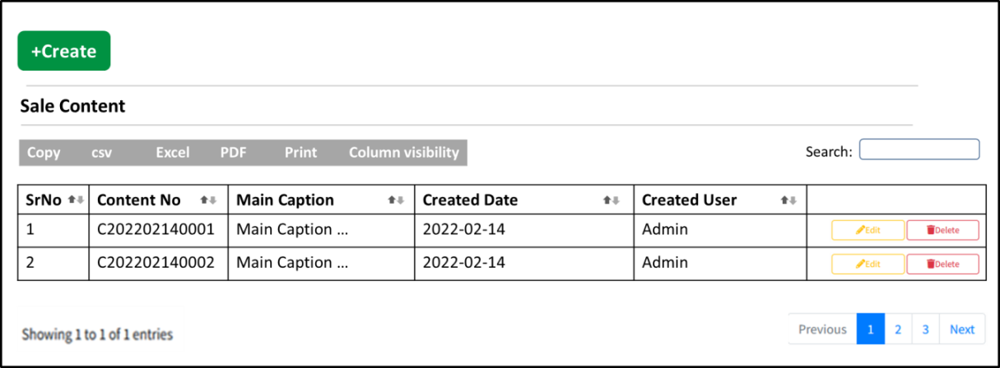 +Create
Sale Content
Copy csv Excel PDF Print Column visibility Search:
SrNo Content No Main Caption Created Date Created User
1 C202202140001 Main Caption ... 2022-02-14 Admin Edit Delete
2 C202202140002 Main Caption ... 2022-02-14 Admin Edit Delete
Showing 1 to 1 of 1 entries Previous 1 2 3 Next